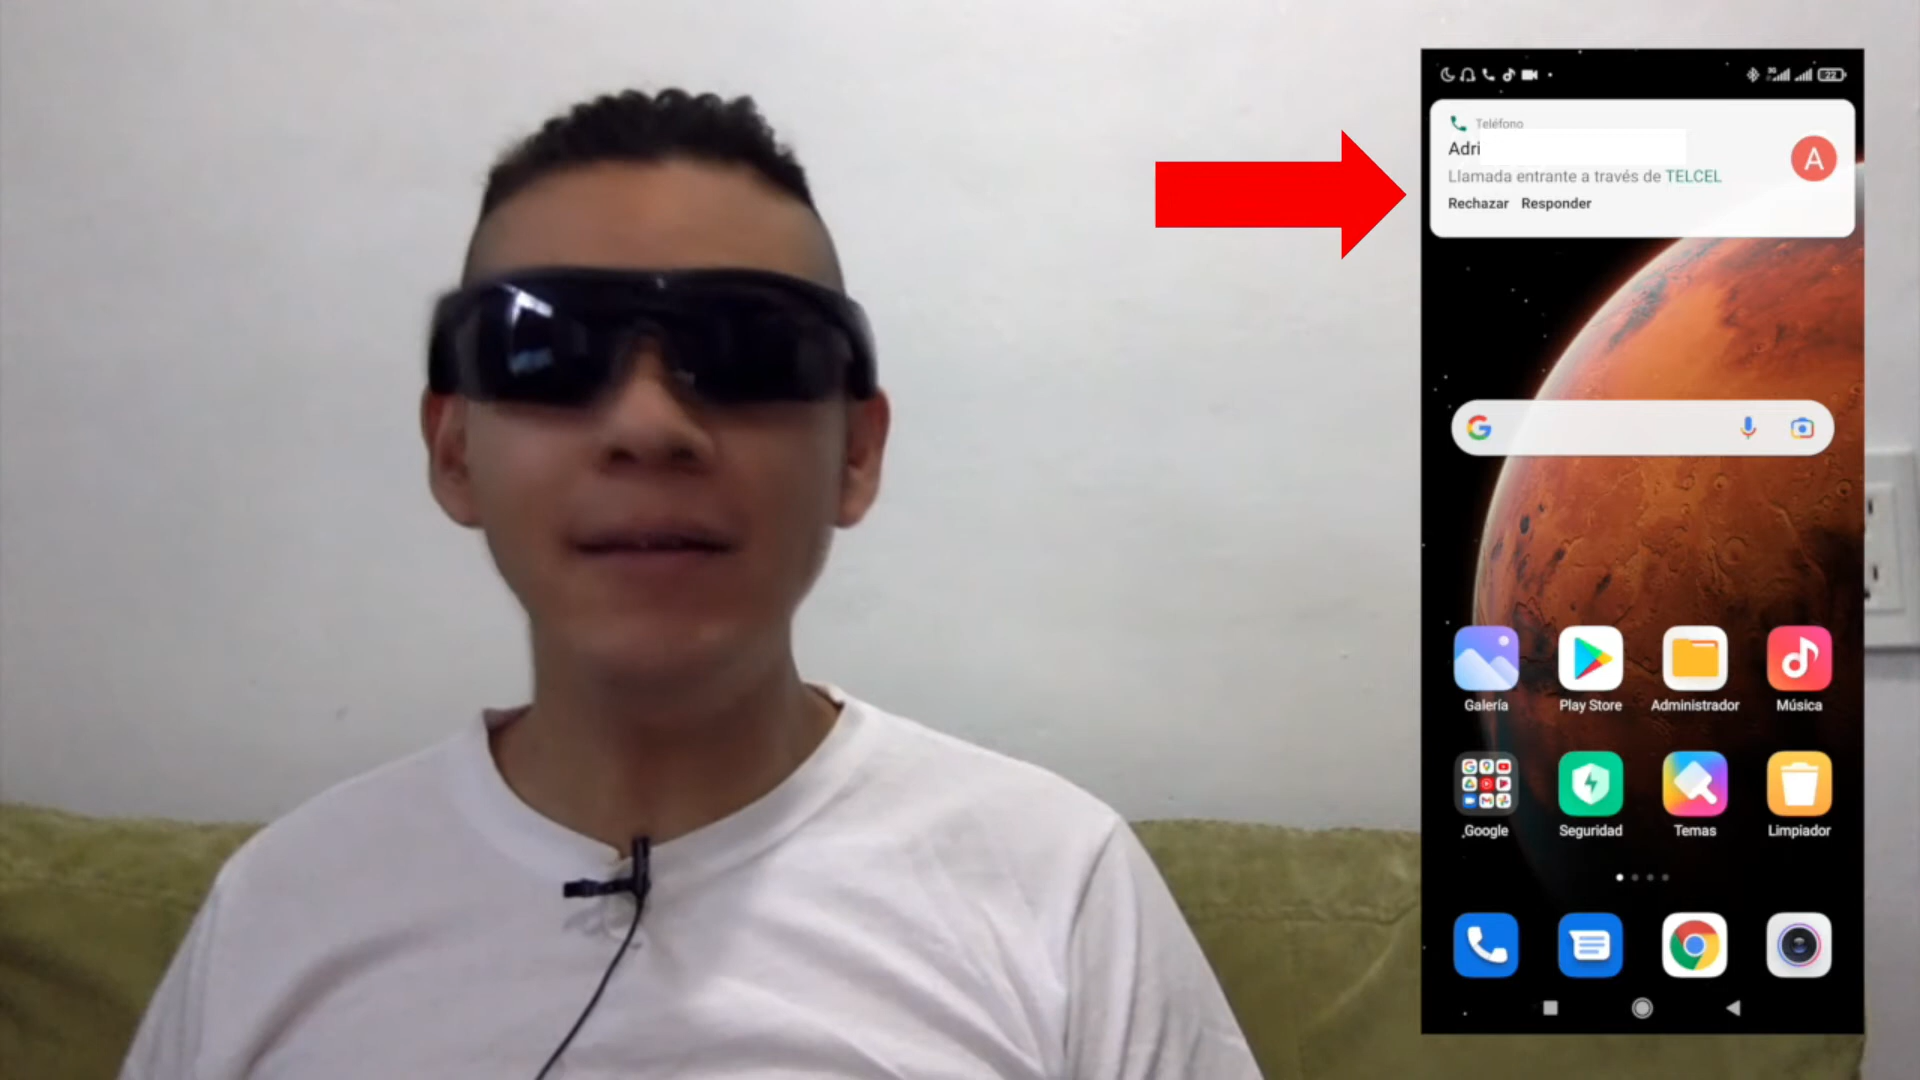 Teléfono
Adri
Llamada entrante a través de TELCEL
Rechazar Responder
A
Galería Play Store Administrador Música
Google Seguridad Temas Limpiador